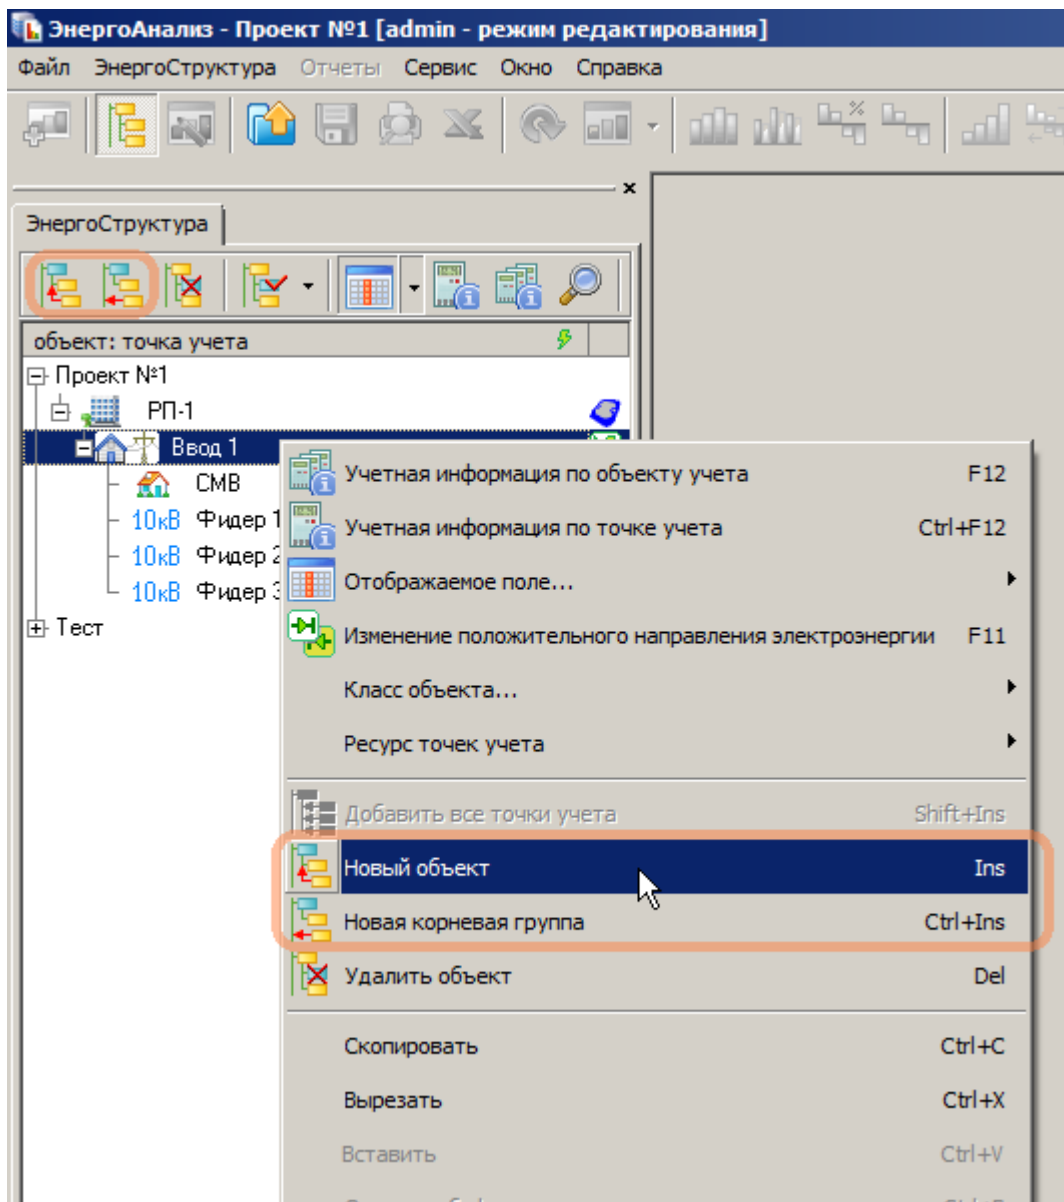 ЭнергоАнализ - Проект №1 [admin - режим редактирования]
Файл ЭнергоСтруктура Отчеты Сервис Окно Справка
ЭнергоСтруктура
объект: точка учета
Проект №1
РП-1
Ввод 1
СМВ
10кВ Фидер 1
10кВ Фидер 2
10кВ Фидер 3
Тест
Учетная информация по объекту учета F12
Учетная информация по точке учета Ctrl+F12
Отображаемое поле...
Изменение положительного направления электроэнергии F11
Класс объекта...
Ресурс точек учета
Добавить все точки учета Shift+Ins
Новый объект Ins
Новая корневая группа Ctrl+Ins
Удалить объект Del
Скопировать Ctrl+C
Вырезать Ctrl+X
Вставить Ctrl+V